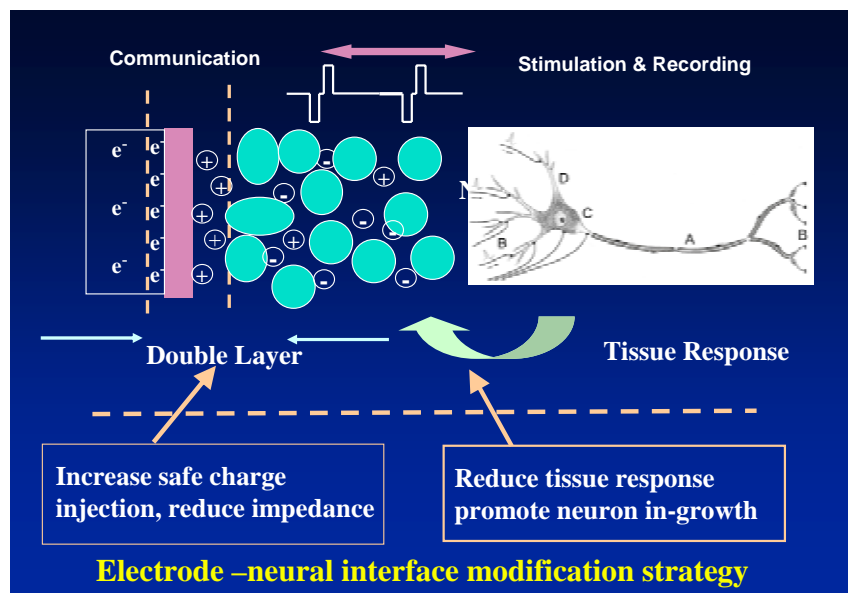 Communication
Stimulation & Recording
e- e-
e-
e- e-
e-
e- e-
+ + + + + + +
- - - - - - -
N
D
C
A
B
B
Double Layer
Tissue Response
Increase safe charge
injection, reduce impedance
Reduce tissue response
promote neuron in-growth
Electrode –neural interface modification strategy